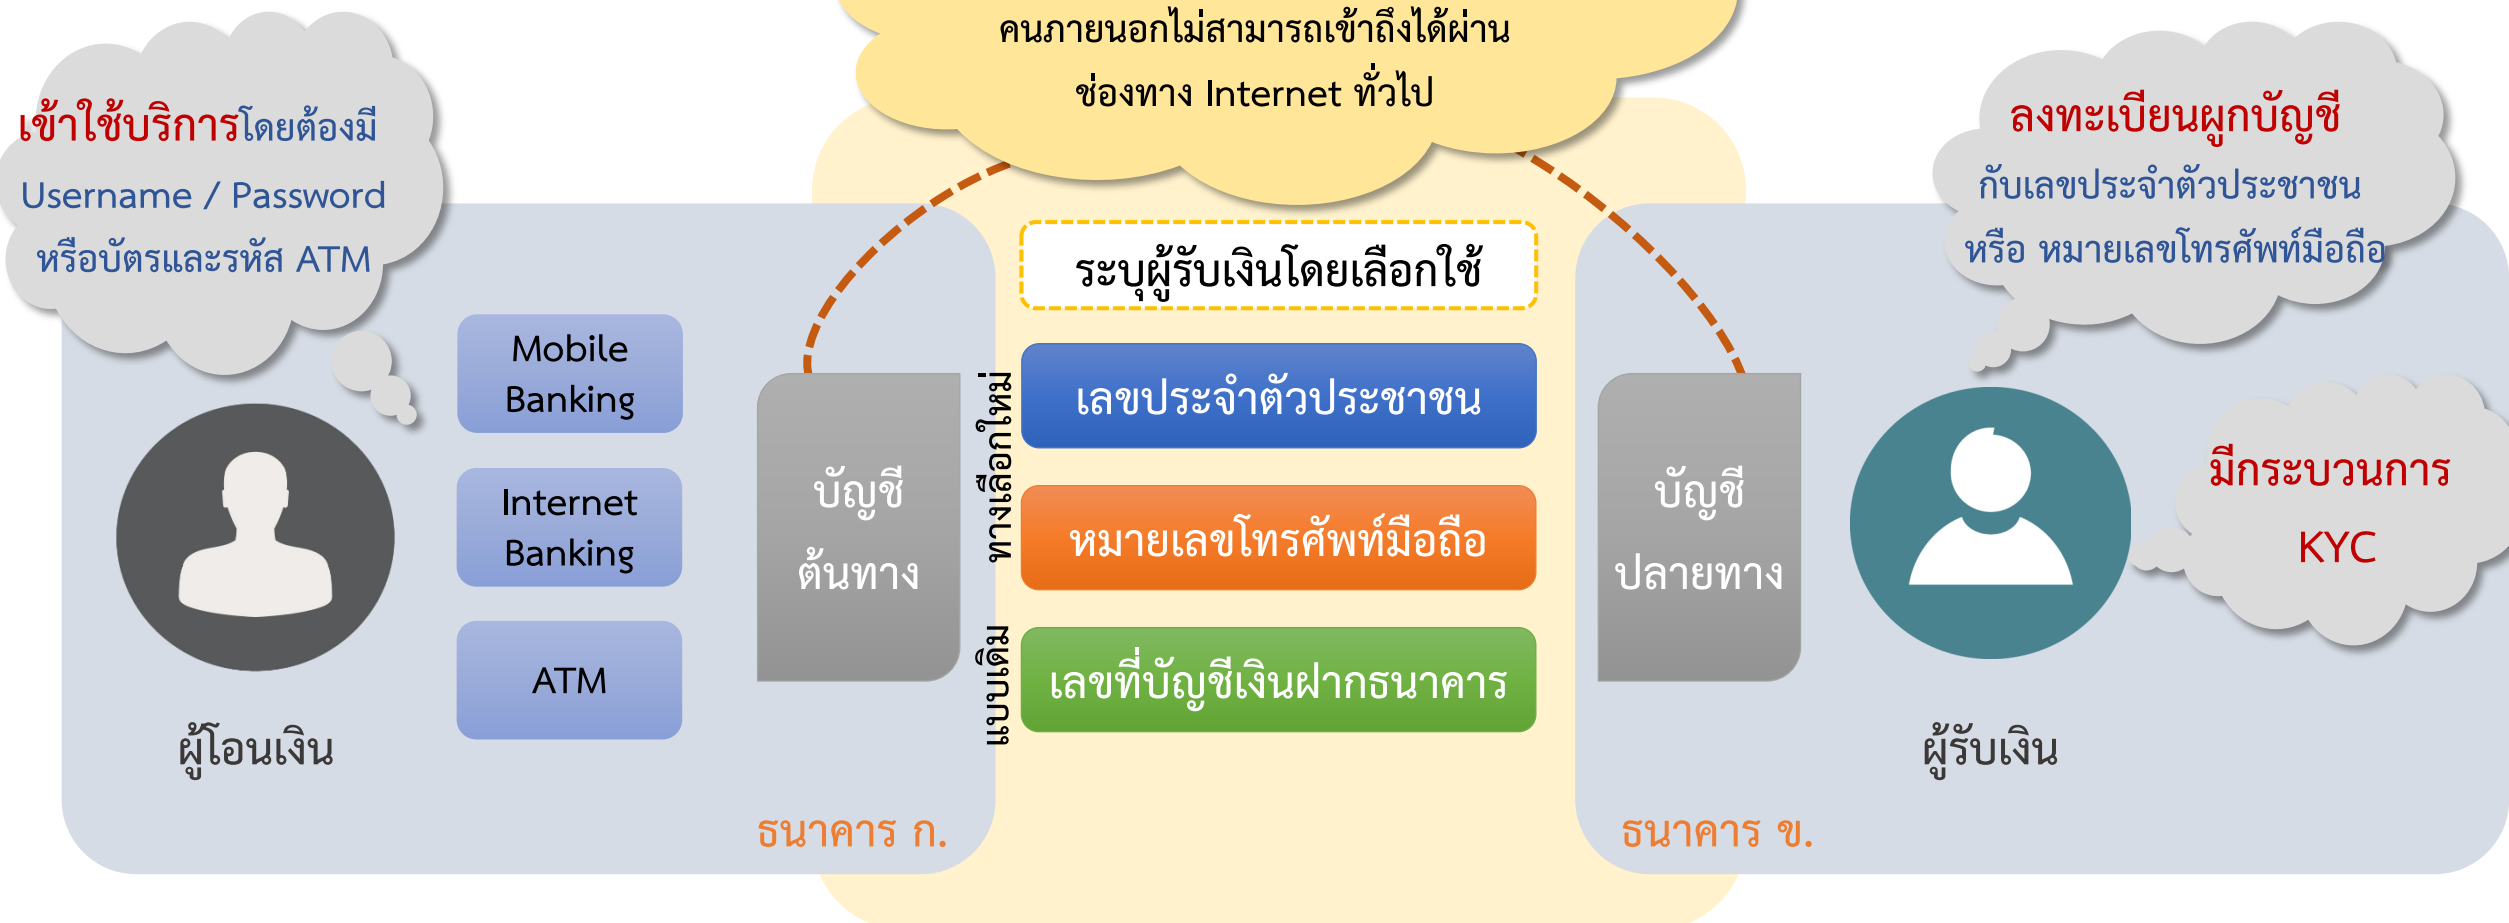 คนภายนอกไม่สามารถเข้าถึงได้ผ่าน
ช่องทาง Internet ทั่วไป
เข้าใช้บริการโดยต้องมี
Username / Password
หรือบัตรและรหัส ATM
ลงทะเบียนผูกบัญชี
กับเลขประจำตัวประชาชน
หรือ หมายเลขโทรศัพท์มือถือ
มีกระบวนการ
KYC
ผู้โอนเงิน
Mobile
Banking
Internet
Banking
ATM
บัญชี
ต้นทาง
ธนาคาร ก.
ระบุผู้รับเงินโดยเลือกใช้
ทางเลือกใหม่
เลขประจำตัวประชาชน
หมายเลขโทรศัพท์มือถือ
แบบเดิม
เลขที่บัญชีเงินฝากธนาคาร
บัญชี
ปลายทาง
ผู้รับเงิน
ธนาคาร ข.